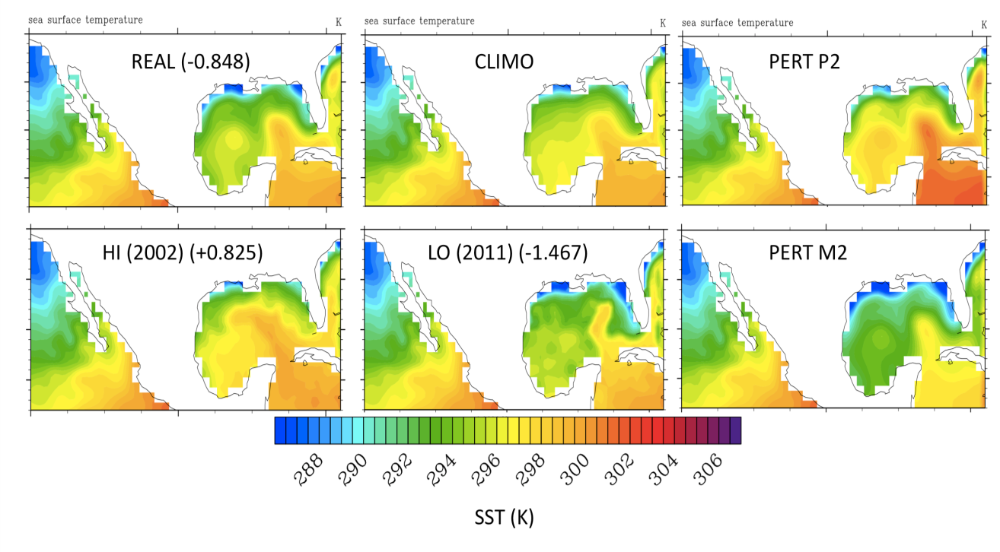 sea surface temperature K
sea surface temperature K
sea surface temperature K
REAL (-0.848)
CLIMO
PERT P2
HI (2002) (+0.825)
LO (2011) (-1.467)
PERT M2
288 290 292 294 296 298 300 302 304 306
SST (K)